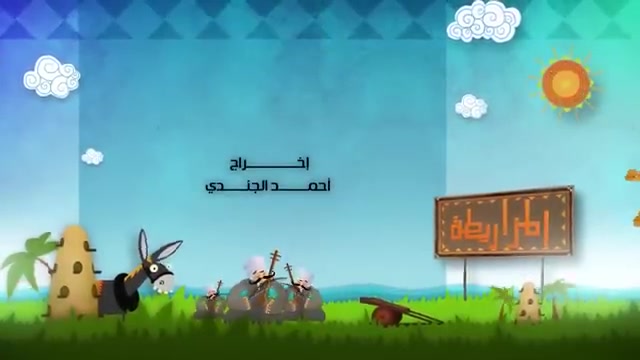 إخراج
أحمد الجندي
المزاريطة